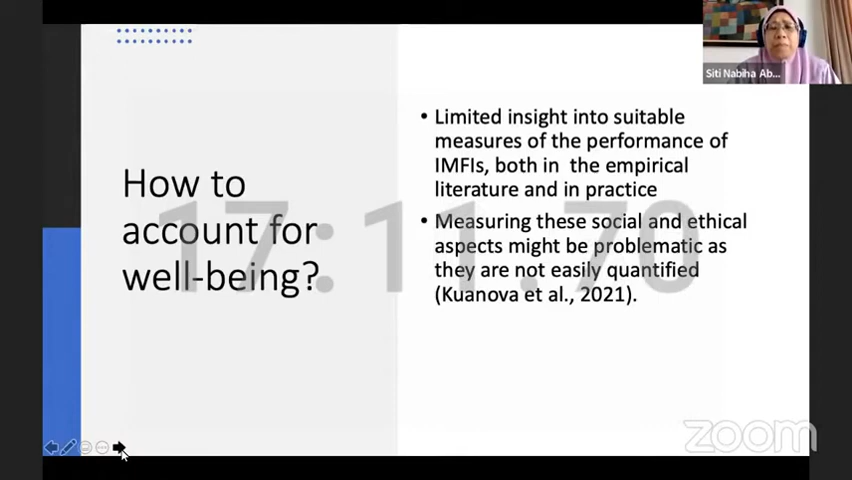 Siti Nabiha Ab...
How to
account for
well-being?
• Limited insight into suitable
measures of the performance of
IMFIs, both in the empirical
literature and in practice
• Measuring these social and ethical
aspects might be problematic as
they are not easily quantified
(Kuanova et al., 2021).
17:11.70
zoom